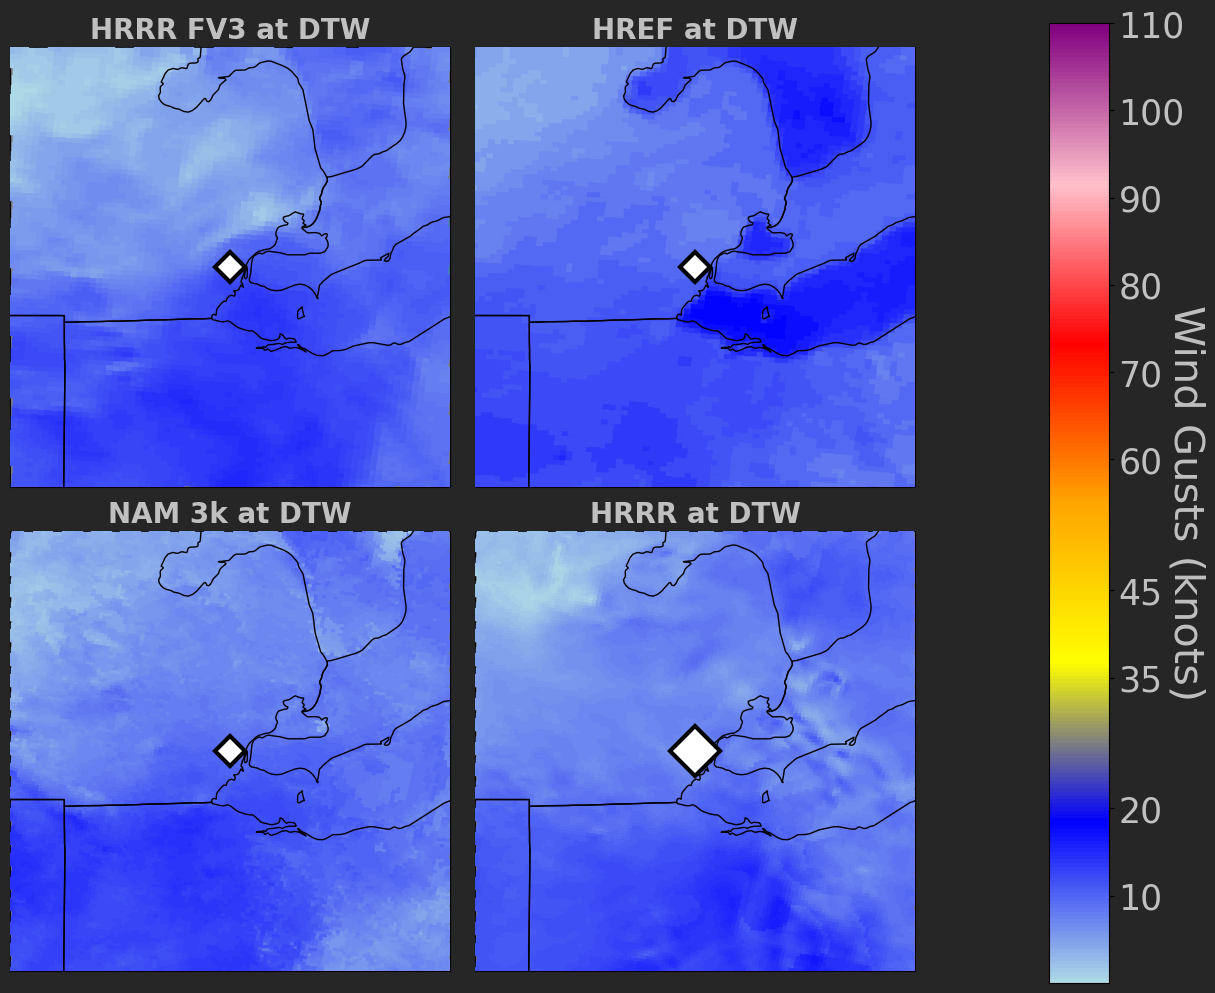 HRRR FV3 at DTW
HREF at DTW
NAM 3k at DTW
HRRR at DTW
110
100
90
80
70
60
45
35
20
10
Wind Gusts (knots)